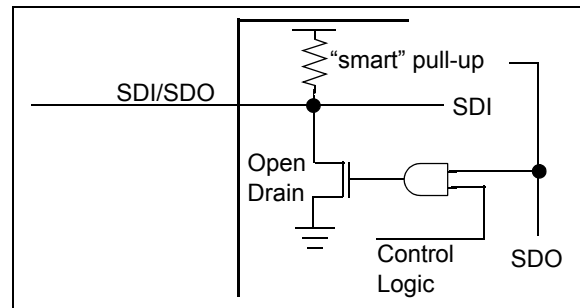 “smart” pull-up
SDI/SDO
SDI
Open
Drain
Control
Logic
SDO